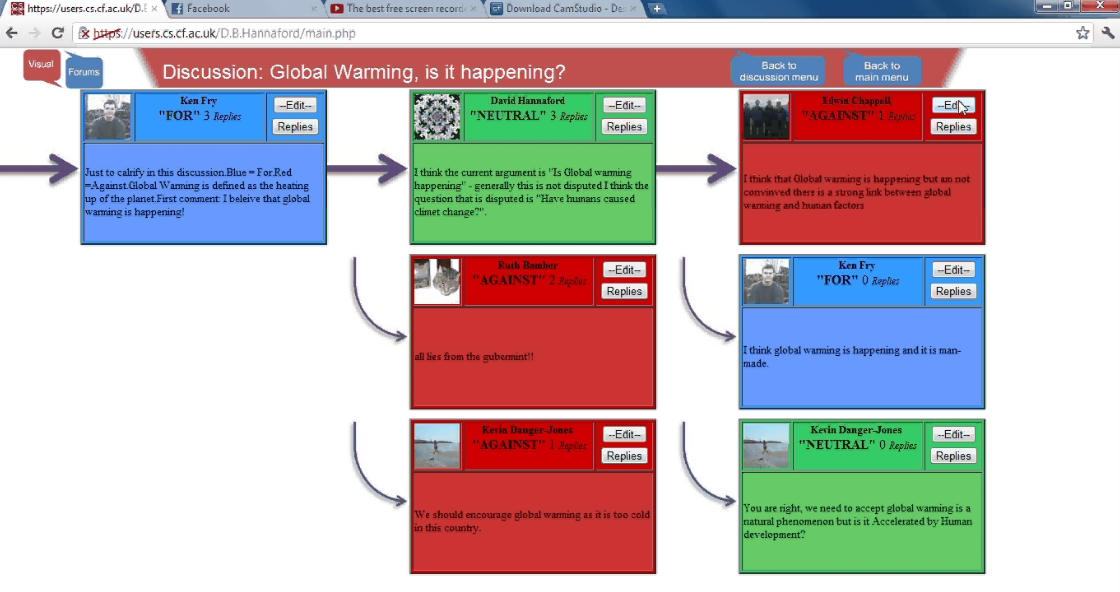 https://users.cs.cf.ac.uk/D.B.
Facebook
The best free screen record
Download CamStudio - De
https://users.cs.cf.ac.uk/D.B.Hannaford/main.php
Visual
Forums
Discussion: Global Warming, is it happening?
Back to
discussion menu
Back to
main menu
Ken Fry
"FOR" 3 Replies
--Edit--
Replies
Just to calnify in this discussion.Blue = For.Red
=Against.Global Warming is defined as the heating
up of the planet.First comment: I beleive that global
warming is happening!
David Hannaford
"NEUTRAL" 3 Replies
--Edit--
Replies
I think the current argument is "Is Global warming
happening" - generally this is not disputed I think the
question that is disputed is "Have humans caused
climet change?".
Edwin Chappell
"AGAINST" 1 Replies
--Edit--
Replies
I think that Global warming is happening but am not
convinved there is a strong link between global
warming and human factors
Ruth Bamber
"AGAINST" 2 Replies
--Edit--
Replies
all lies from the gubermint!!
Ken Fry
"FOR" 0 Replies
--Edit--
Replies
I think global warming is happening and it is man-
made.
Kevin Danger-Jones
"AGAINST" 1 Replies
--Edit--
Replies
We should encourage global warming as it is too cold
in this country.
Kevin Danger-Jones
"NEUTRAL" 0 Replies
--Edit--
Replies
You are right, we need to accept global warming is a
natural phenomenon but is it Accelerated by Human
development?